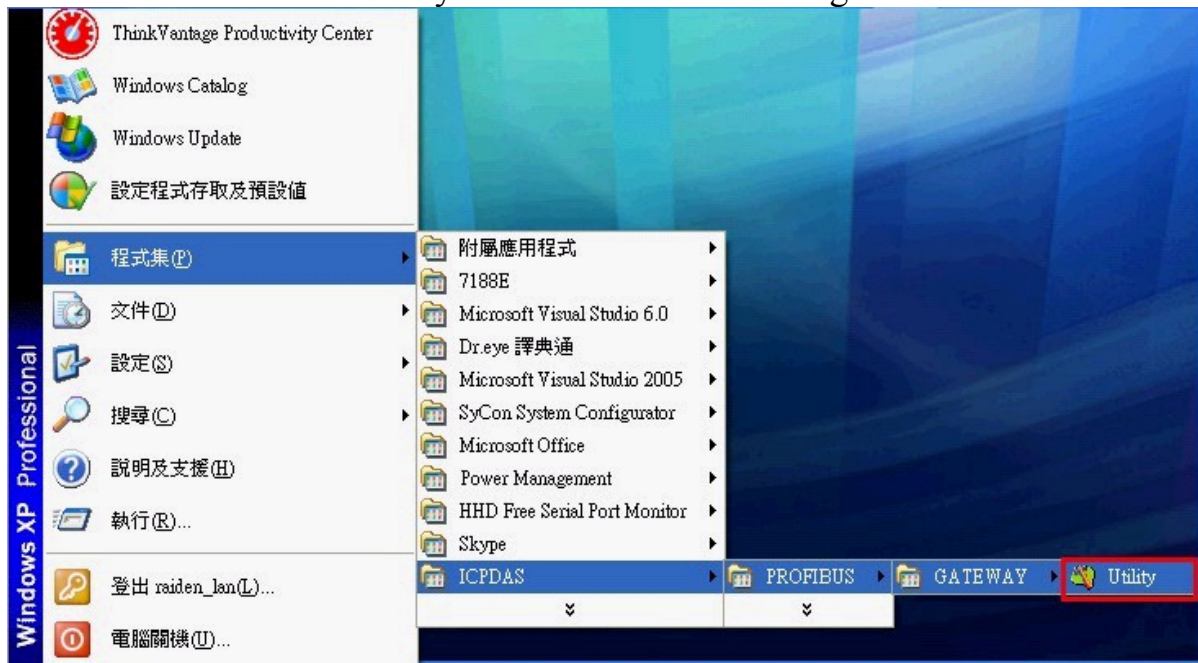 ThinkVantage Productivity Center
Windows Catalog
Windows Update
設定程式存取及預設值
程式集(P)
文件(D)
設定(S)
搜尋(C)
說明及支援(H)
執行(R)...
登出 raiden_lan(L)...
電腦關機(U)...
Windows XP Professional
附屬應用程式
7188E
Microsoft Visual Studio 6.0
Dr.eye 譯典通
Microsoft Visual Studio 2005
SyCon System Configurator
Microsoft Office
Power Management
HHD Free Serial Port Monitor
Skype
ICPDAS
PROFIBUS
GATEWAY
Utility